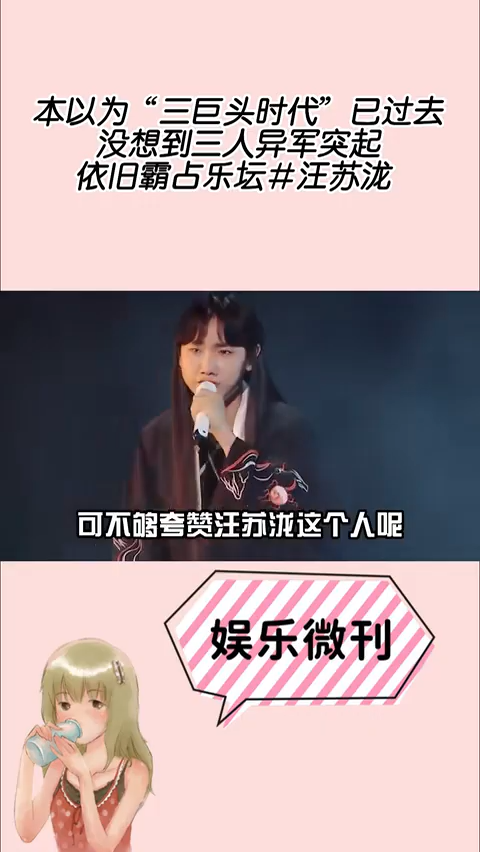 本以为“三巨头时代”已过去
没想到三人异军突起
依旧霸占乐坛#汪苏泷
可不够夸赞汪苏泷这个人呢
娱乐微刊